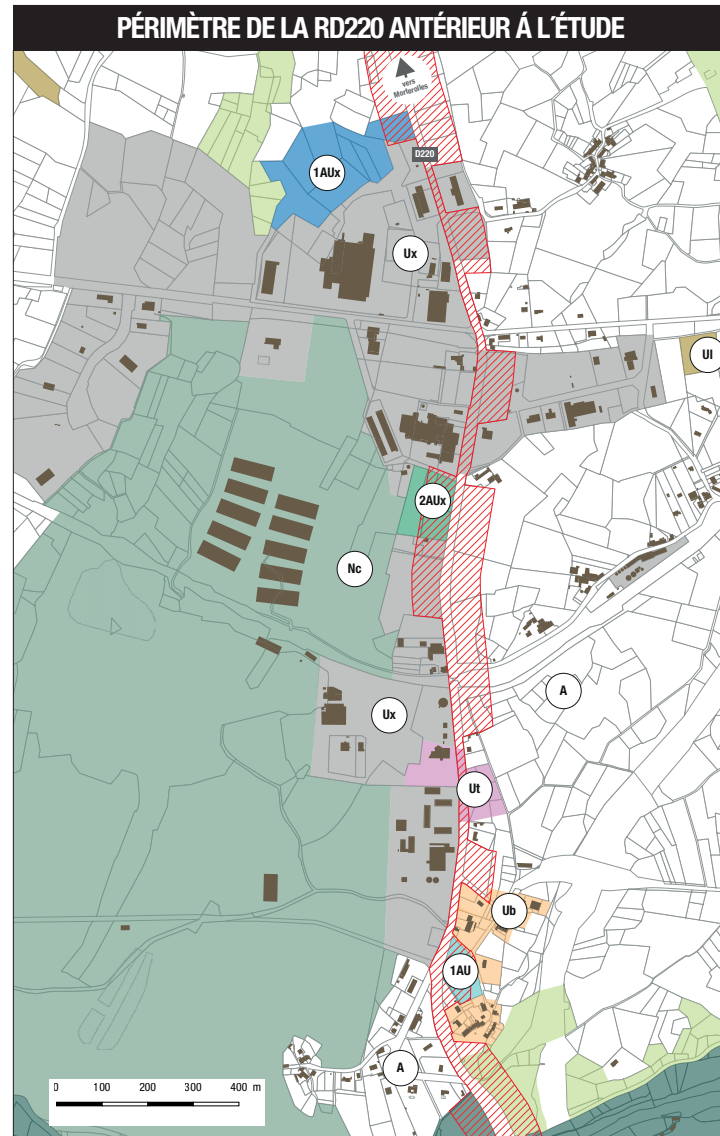 PÉRIMÈTRE DE LA RD220 ANTÉRIEUR Á L'ÉTUDE
vers
Morterolles
D220
1AUx
Ux
Ul
2AUx
Nc
A
Ux
Ut
Ub
1AU
A
0 100 200 300 400 m